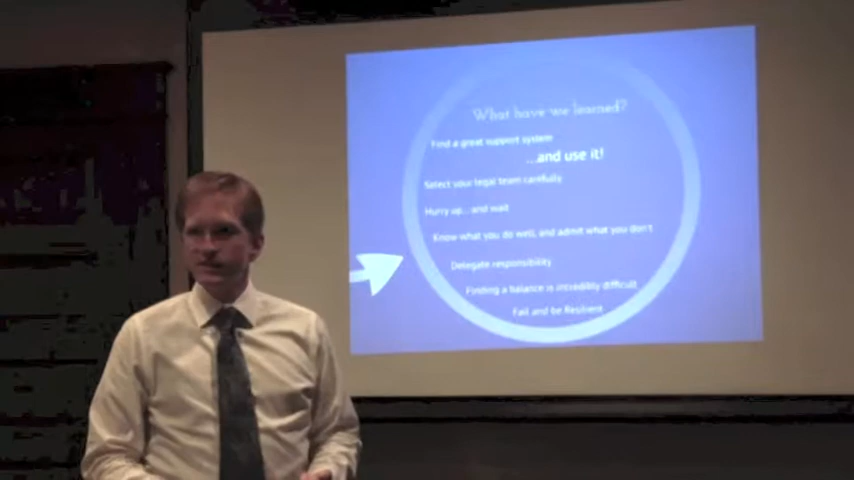 What have we learned?
Find a great support system
...and use it!
Select your legal team carefully
Hurry up... and wait
Know what you do well, and admit what you don't
Delegate responsibility
Finding a balance is incredibly difficult
Fail and be Resilient